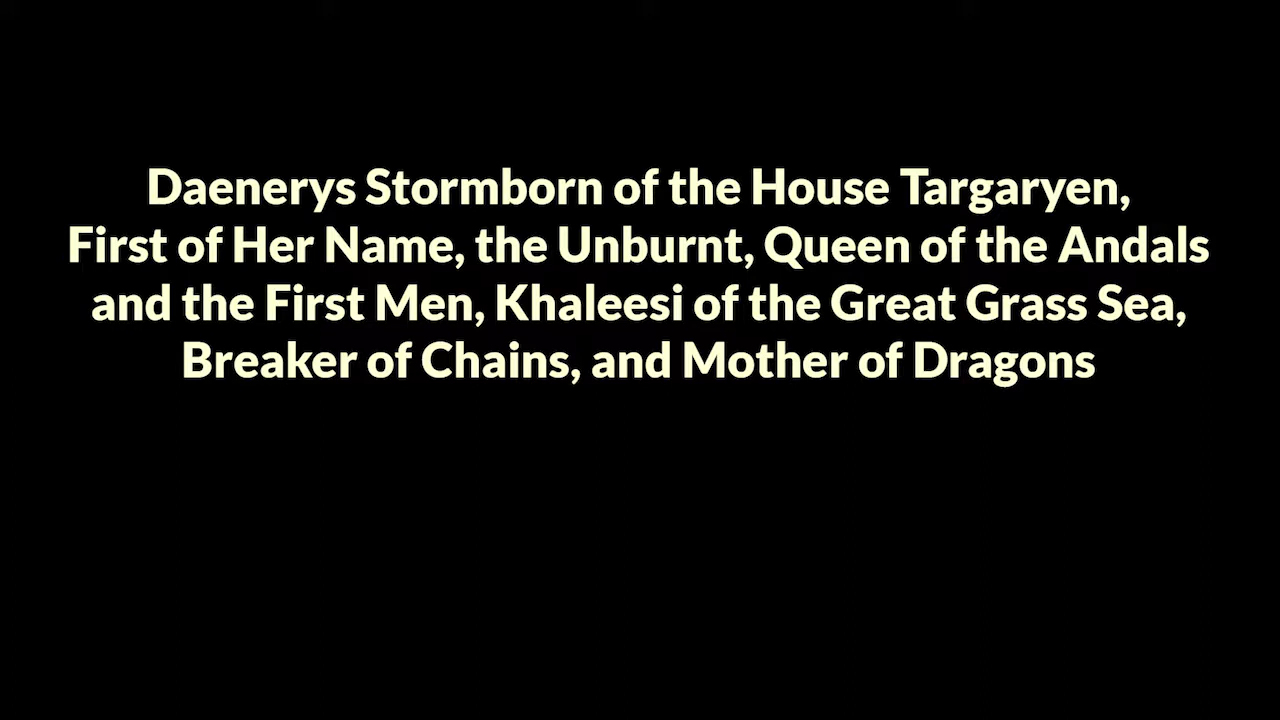 Daenerys Stormborn of the House Targaryen,
First of Her Name, the Unburnt, Queen of the Andals
and the First Men, Khaleesi of the Great Grass Sea,
Breaker of Chains, and Mother of Dragons